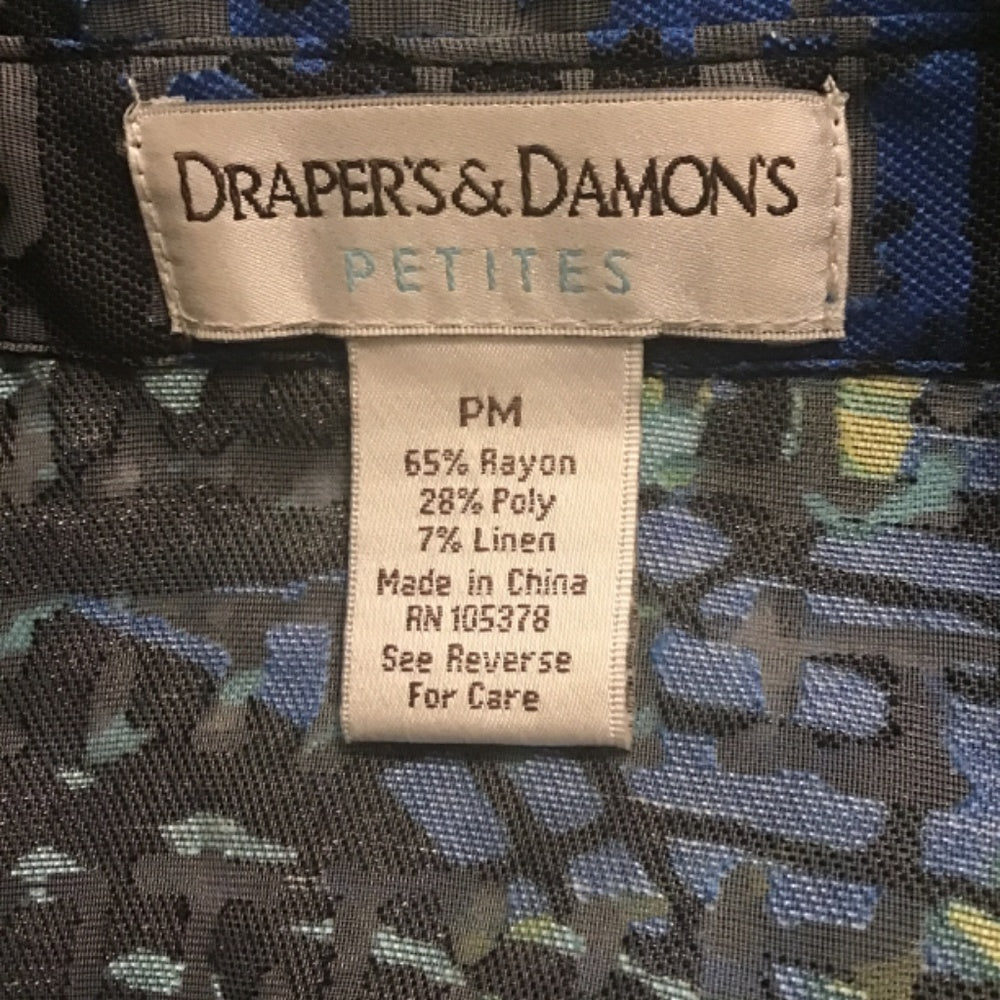 DRAPER'S & DAMON'S
PETITES
PM
65% Rayon
28% Poly
7% Linen
Made in China
RN 105378
See Reverse
For Care